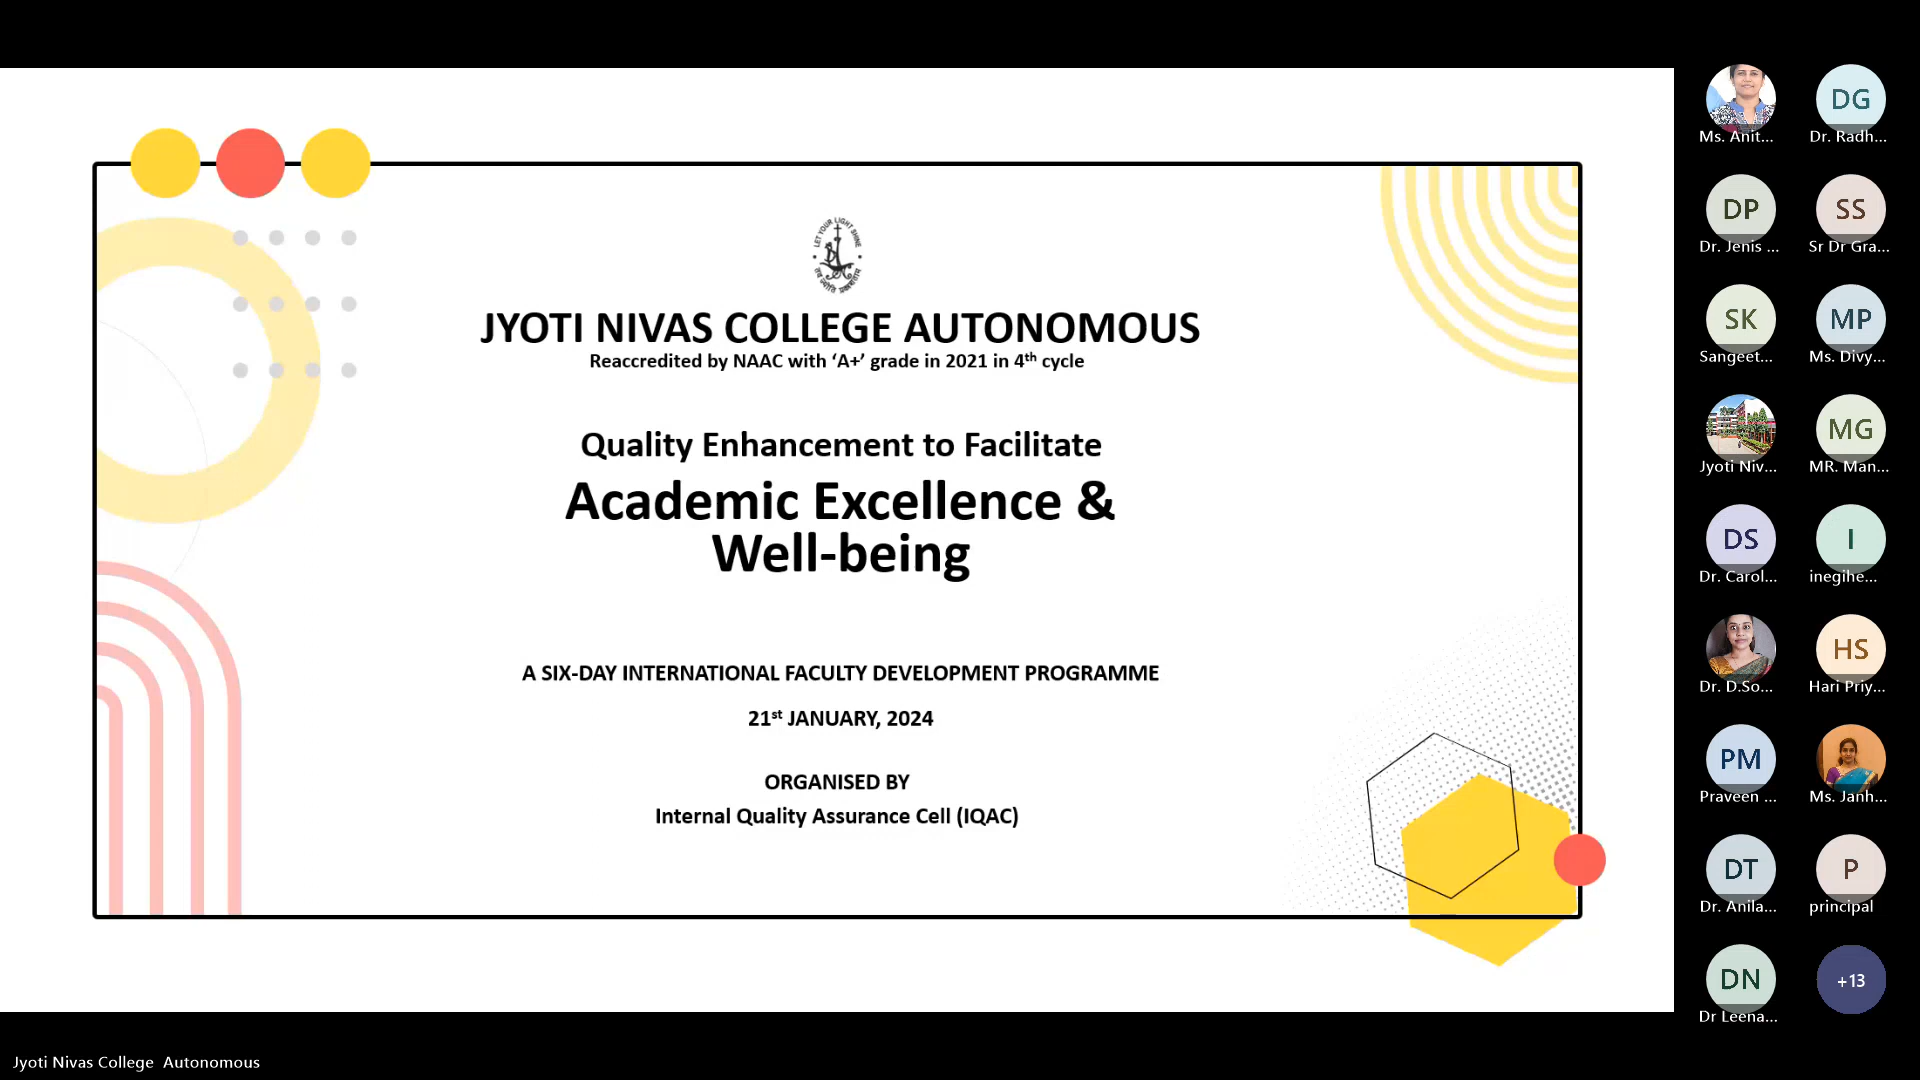 LET YOUR LIGHT SHINE
JYOTI NIVAS COLLEGE AUTONOMOUS
Reaccredited by NAAC with ‘A+’ grade in 2021 in 4th cycle
Quality Enhancement to Facilitate
Academic Excellence &
Well-being
A SIX-DAY INTERNATIONAL FACULTY DEVELOPMENT PROGRAMME
21st JANUARY, 2024
ORGANISED BY
Internal Quality Assurance Cell (IQAC)
Ms. Anit...
DG
Dr. Radh...
DP
Dr. Jenis ...
SS
Sr Dr Gra...
SK
Sangeet...
MP
Ms. Divy...
Jyoti Niv...
MG
MR. Man...
DS
Dr. Carol...
I
inegihe...
Dr. D.So...
HS
Hari Priy...
PM
Praveen ...
Ms. Janh...
DT
Dr. Anila...
P
principal
DN
Dr Leena...
+13
Jyoti Nivas College Autonomous